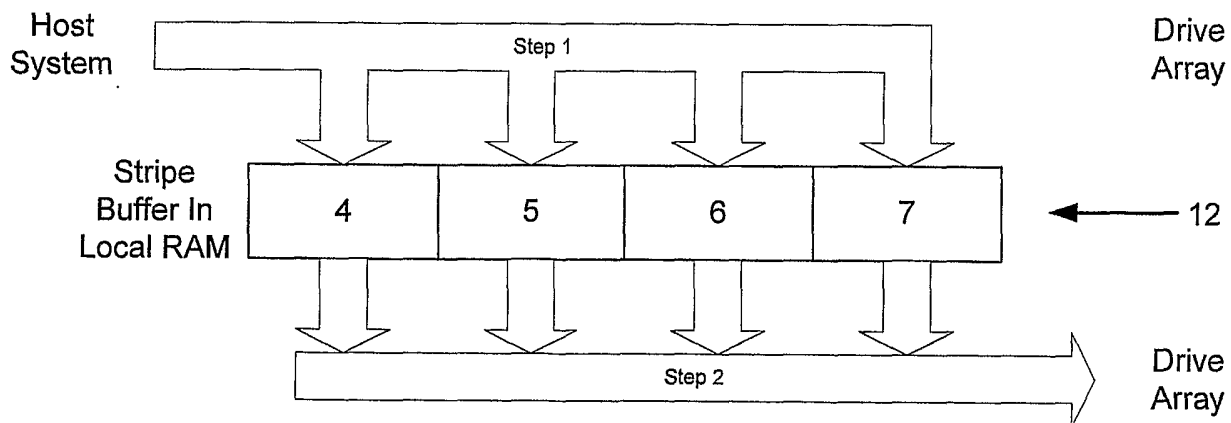 Host
System
Step 1
Drive
Array
Stripe
Buffer In
Local RAM
4
5
6
7
12
Step 2
Drive
Array